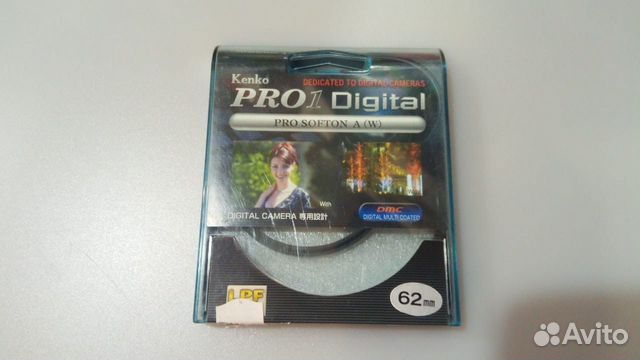 Kenko
DEDICATED TO DIGITAL CAMERAS
PRO1 Digital
PRO SOFTON A (W)
With
DIGITAL CAMERA 専用設計
DMC
DIGITAL MULTI COATED
LPF
62mm
Avito